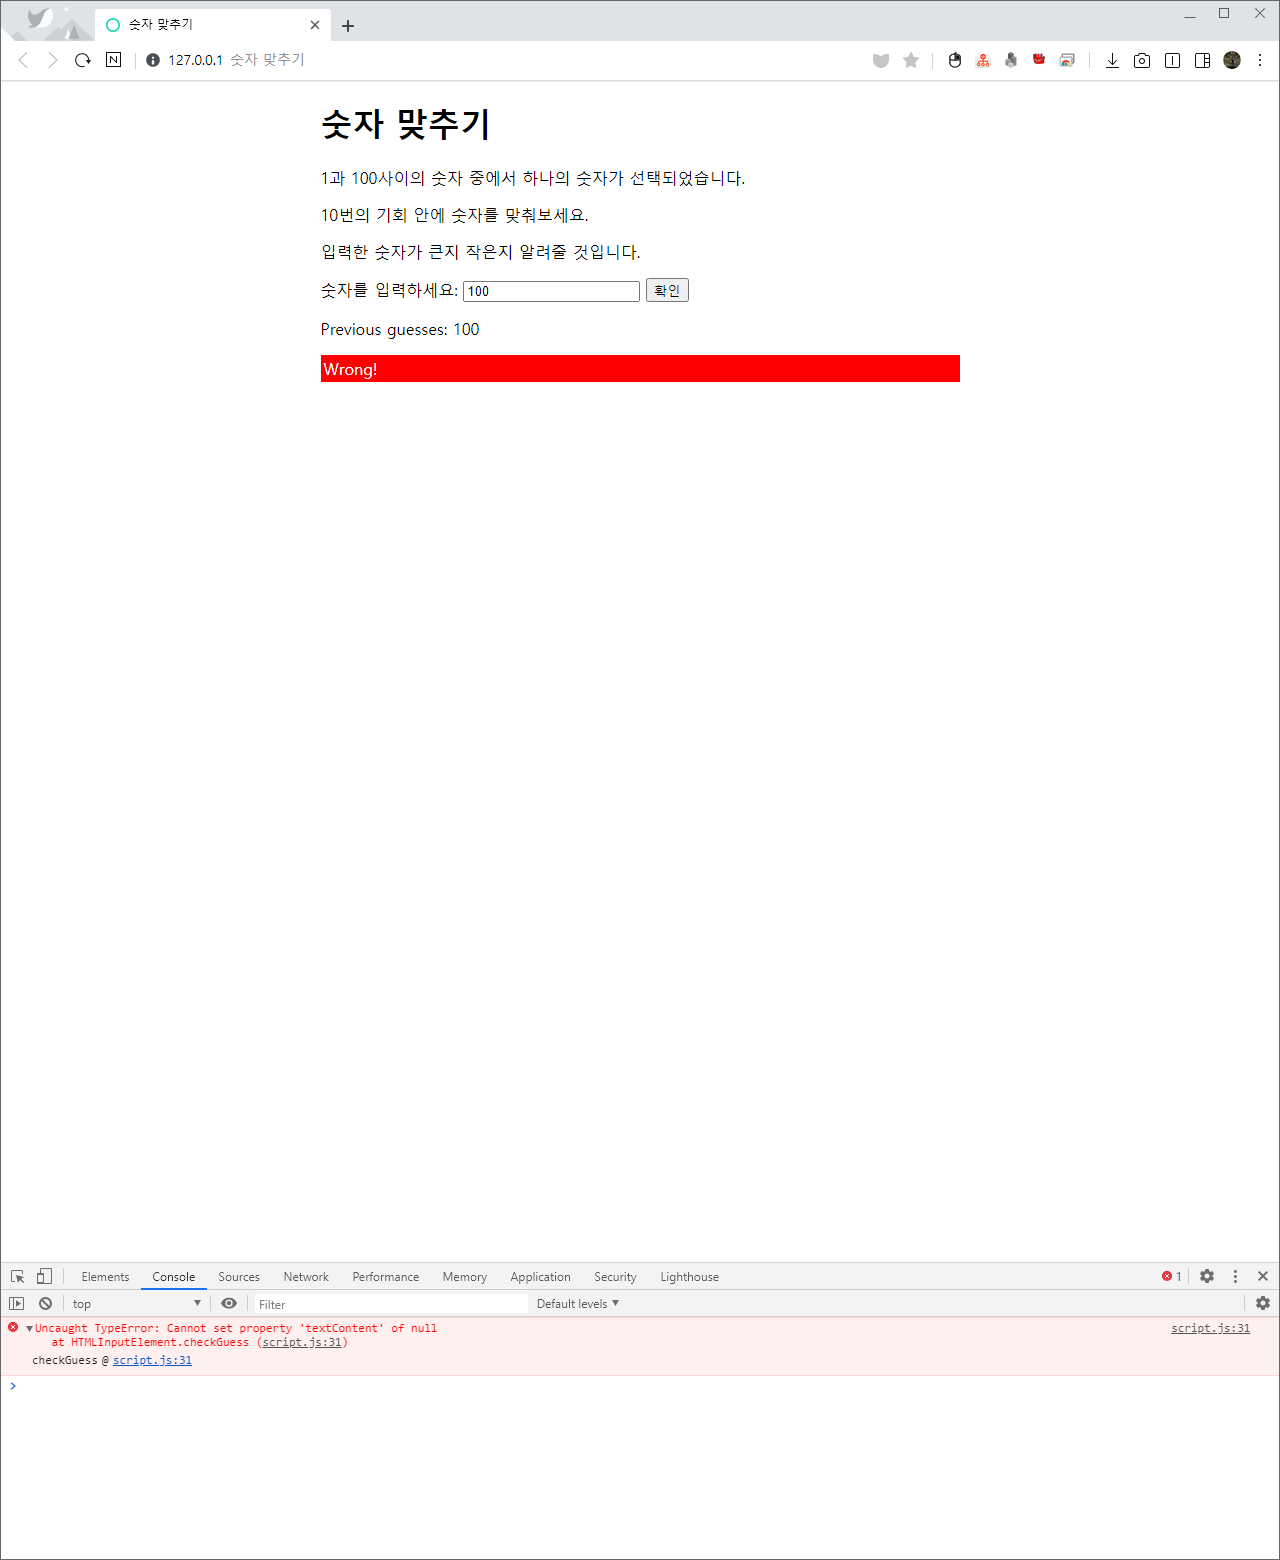 숫자 맞추기
N
127.0.0.1 숫자 맞추기
숫자 맞추기
1과 100사이의 숫자 중에서 하나의 숫자가 선택되었습니다.
10번의 기회 안에 숫자를 맞춰보세요.
입력한 숫자가 큰지 작은지 알려줄 것입니다.
숫자를 입력하세요: 100 확인
Previous guesses: 100
Wrong!
Elements Console Sources Network Performance Memory Application Security Lighthouse 1
top Filter Default levels
Uncaught TypeError: Cannot set property 'textContent' of null script.js:31
at HTMLInputElement.checkGuess (script.js:31)
checkGuess @ script.js:31